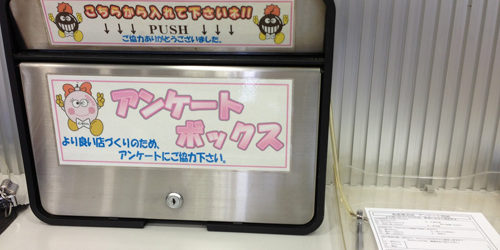 こちらから入れて下さいネ!!
↓ ↓ ↓ PUSH ↓ ↓ ↓
ご協力ありがとうございました。
アンケート
ボックス
より良い店づくりのため、
アンケートにご協力下さい。